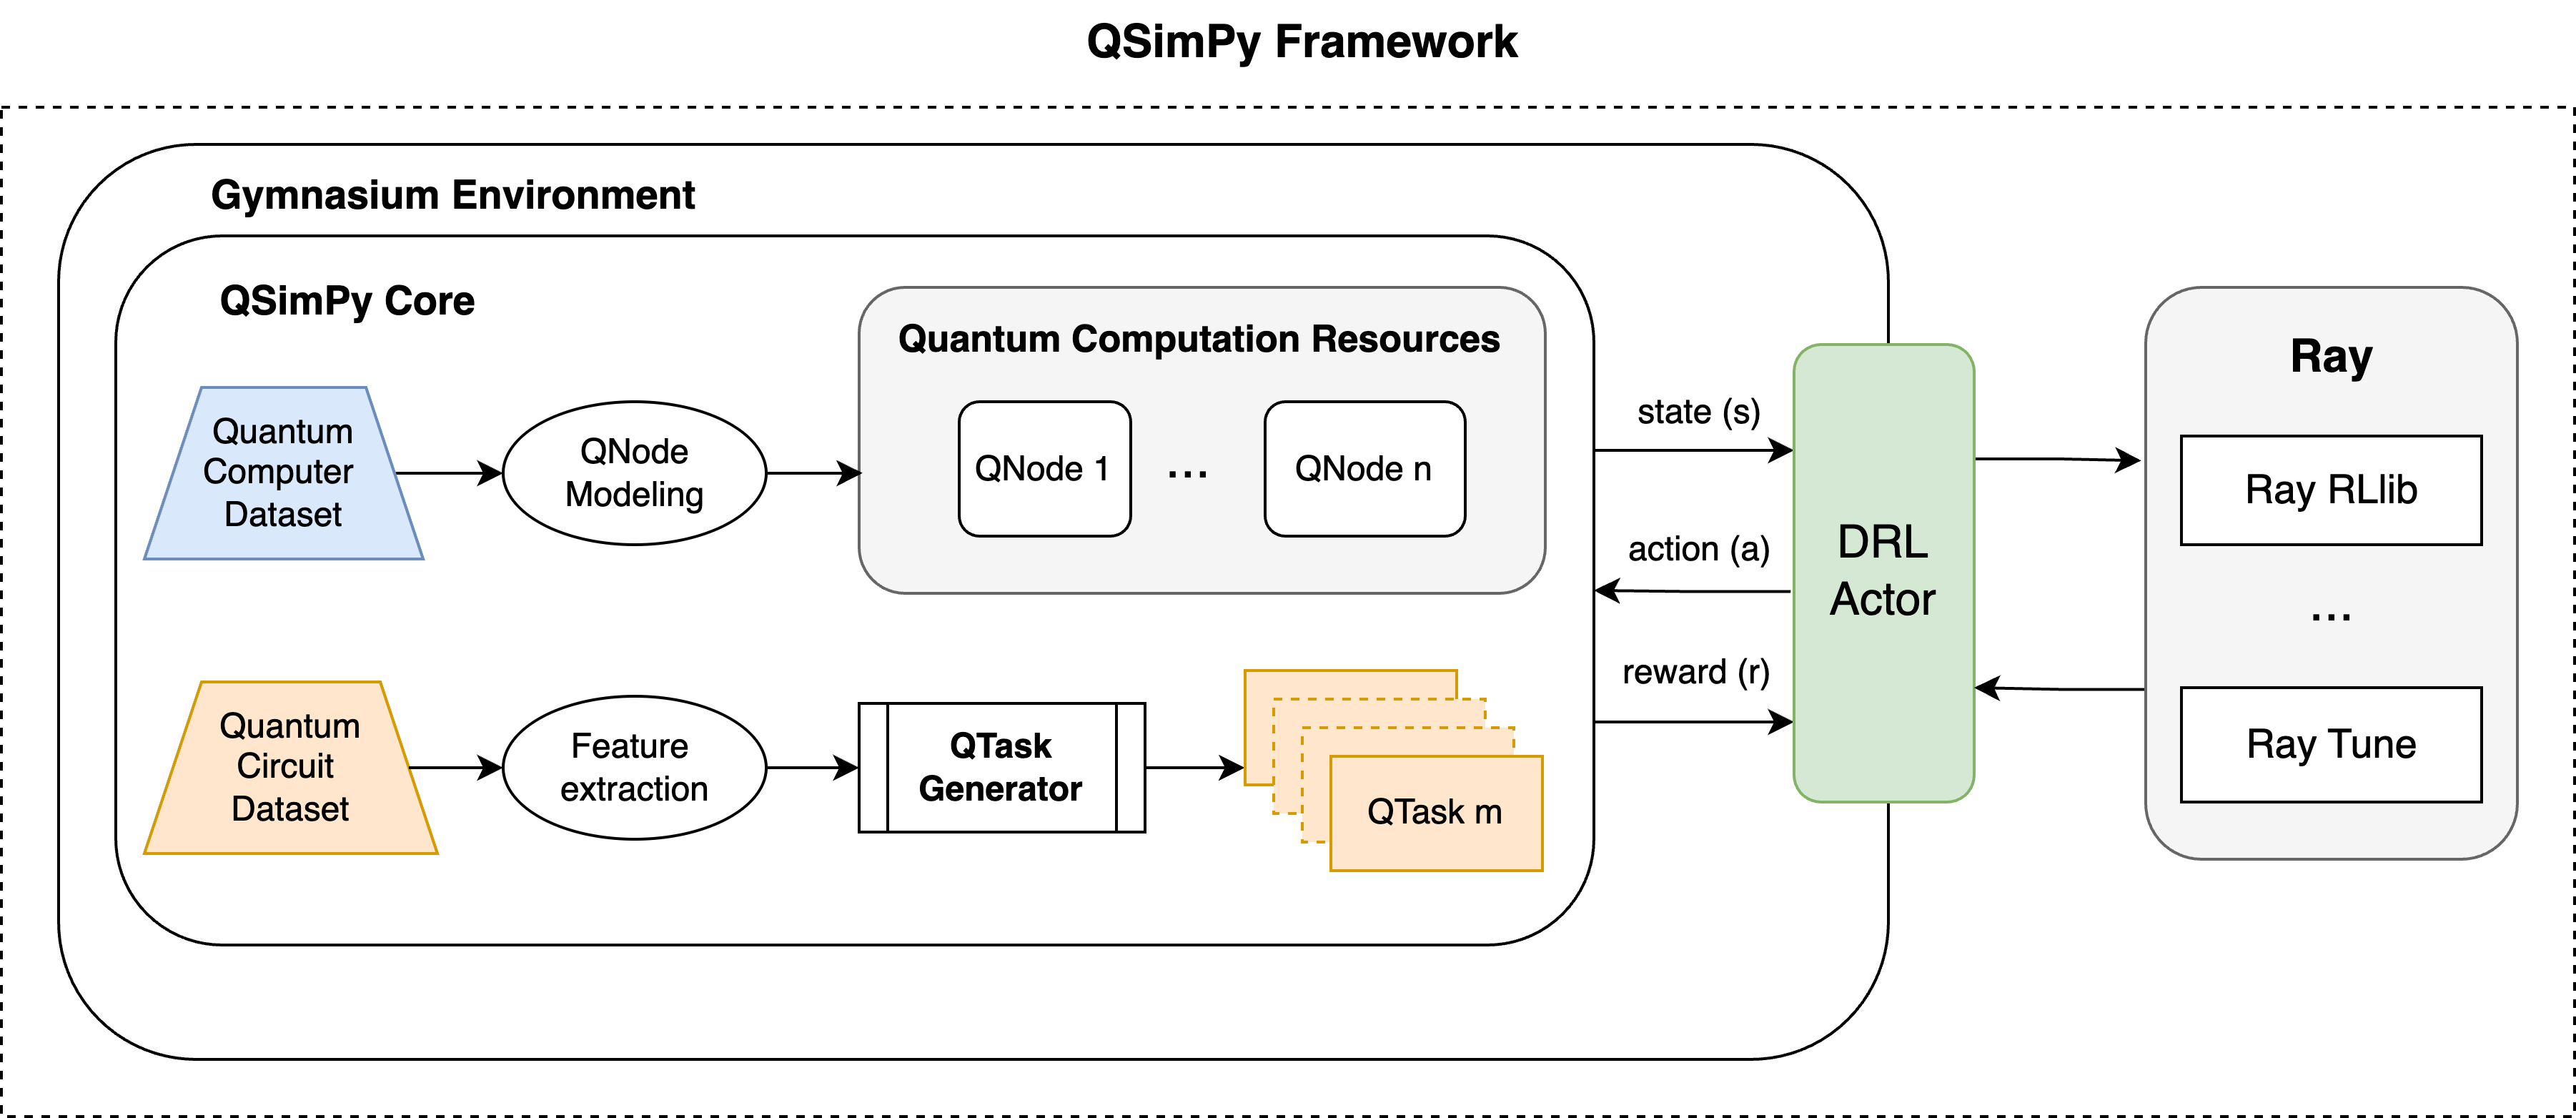 QSimPy Framework
Gymnasium Environment
QSimPy Core
Quantum
Computer
Dataset
QNode
Modeling
Quantum Computation Resources
QNode 1
...
QNode n
Quantum
Circuit
Dataset
Feature
extraction
QTask
Generator
QTask m
state (s)
action (a)
reward (r)
DRL
Actor
Ray
Ray RLlib
...
Ray Tune